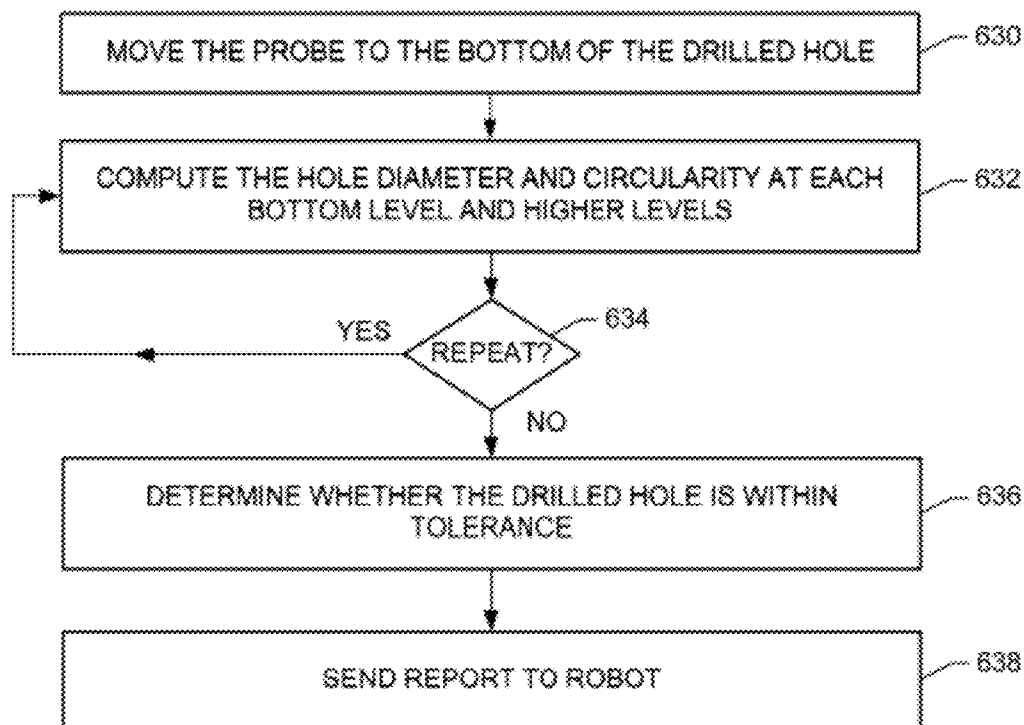 MOVE THE PROBE TO THE BOTTOM OF THE DRILLED HOLE
630
COMPUTE THE HOLE DIAMETER AND CIRCULARITY AT EACH
BOTTOM LEVEL AND HIGHER LEVELS
632
YES
REPEAT?
634
NO
DETERMINE WHETHER THE DRILLED HOLE IS WITHIN
TOLERANCE
636
SEND REPORT TO ROBOT
638